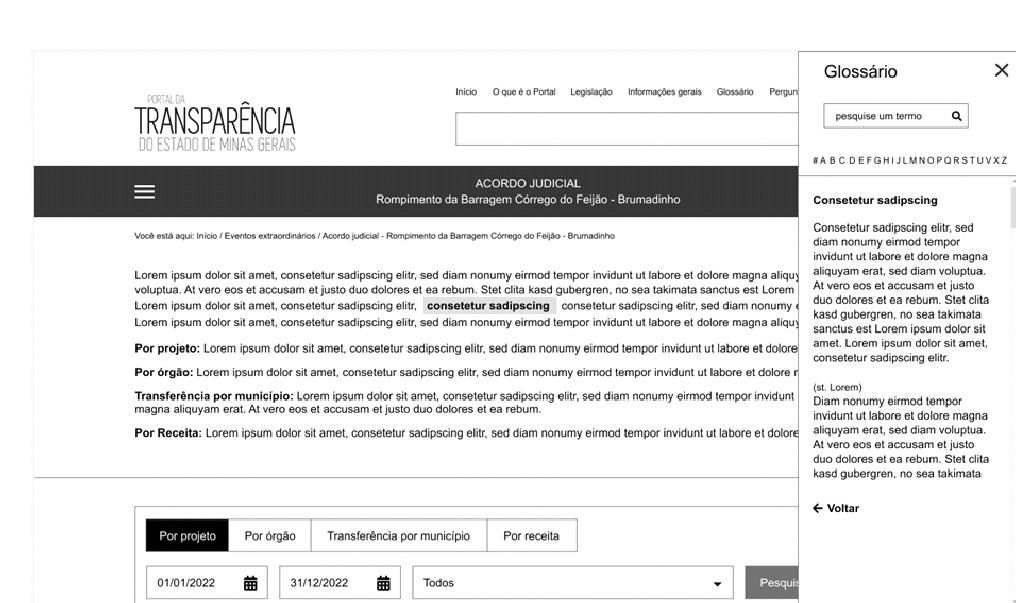 PORTAL DA
TRANSPARÊNCIA
DO ESTADO DE MINAS GERAIS
Início O que é o Portal Legislação Informações gerais Glossário Pergun
ACORDO JUDICIAL
Rompimento da Barragem Córrego do Feijão - Brumadinho
Você está aqui: Início // Eventos extraordinários / Acordo judicial - Rompimento da Barragem Córrego do Feijão - Brumadinho
Lorem ipsum dolor sit amet, consetetur sadipscing elitr, sed diam nonumy eirmod tempor invidunt ut labore et dolore magna aliquy
voluptua. At vero eos et accusam et justo duo dolores et ea rebum. Stet clita kasd gubergren, no sea takimata sanctus est Lorem
Lorem ipsum dolor sit amet, consetetur sadipscing elitr, consetetur sadipscing consetetur sadipscing elitr, sed diam nonumy e
Lorem ipsum dolor sit amet, consetetur sadipscing elitr, sed diam nonumy eirmod tempor invidunt ut labore et dolore magna aliquy
Por projeto: Lorem ipsum dolor sit amet, consetetur sadipscing elitr, sed diam nonumy eirmod tempor invidunt ut labore et dolore
Por órgão: Lorem ipsum dolor sit amet, consetetur sadipscing elitr, sed diam nonumy eirmod tempor invidunt ut labore et dolore r
Transferência por município: Lorem ipsum dolor sit amet, consetetur sadipscing elitr, sed diam nonumy eirmod tempor invidunt
magna aliquyam erat. At vero eos et accusam et justo duo dolores et ea rebum.
Por Receita: Lorem ipsum dolor sit amet, consetetur sadipscing elitr, sed diam nonumy eirmod tempor invidunt ut labore et dolore
Por projeto Por órgão Transferência por município Por receita
01/01/2022 31/12/2022 Todos Pesquis
Glossário
pesquise um termo
# A B C D E F G H I J L M N O P Q R S T U V X Z
Consetetur sadipscing
Consetetur sadipscing elitr, sed
diam nonumy eirmod tempor
invidunt ut labore et dolore magna
aliquyam erat, sed diam voluptua.
At vero eos et accusam et justo
duo dolores et ea rebum. Stet clita
kasd gubergren, no sea takimata
sanctus est Lorem ipsum dolor sit
amet. Lorem ipsum dolor sit amet,
consetetur sadipscing elitr.
(st. Lorem)
Diam nonumy eirmod tempor
invidunt ut labore et dolore magna
aliquyam erat, sed diam voluptua.
At vero eos et accusam et justo
duo dolores et ea rebum. Stet clita
kasd gubergren, no sea takimata
Voltar